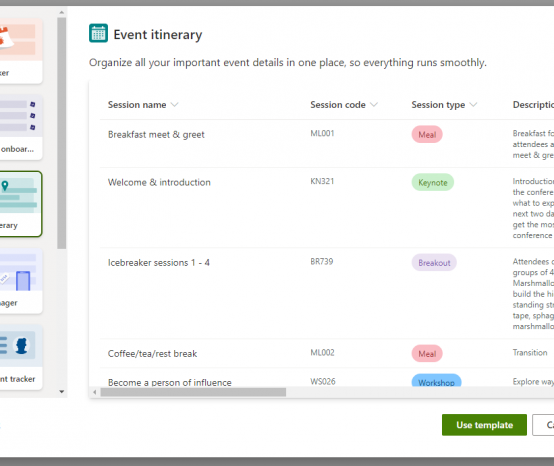 Event itinerary
Organize all your important event details in one place, so everything runs smoothly.
Session name
Session code
Session type
Descriptio
Breakfast meet & greet
ML001
Meal
Breakfast fo
attendees a
meet & gre
Welcome & introduction
KN321
Keynote
Introduction
the conferen
what to exp
next two da
get the mos
conference
Icebreaker sessions 1 - 4
BR739
Breakout
Attendees c
groups of 4
Marshmallo
build the hi
standing str
tape, sphag
marshmallo
Coffee/tea/rest break
ML002
Meal
Transition
Become a person of influence
WS026
Workshop
Explore way
ker
onboar...
erary
ager
nt tracker
Use template
Ca